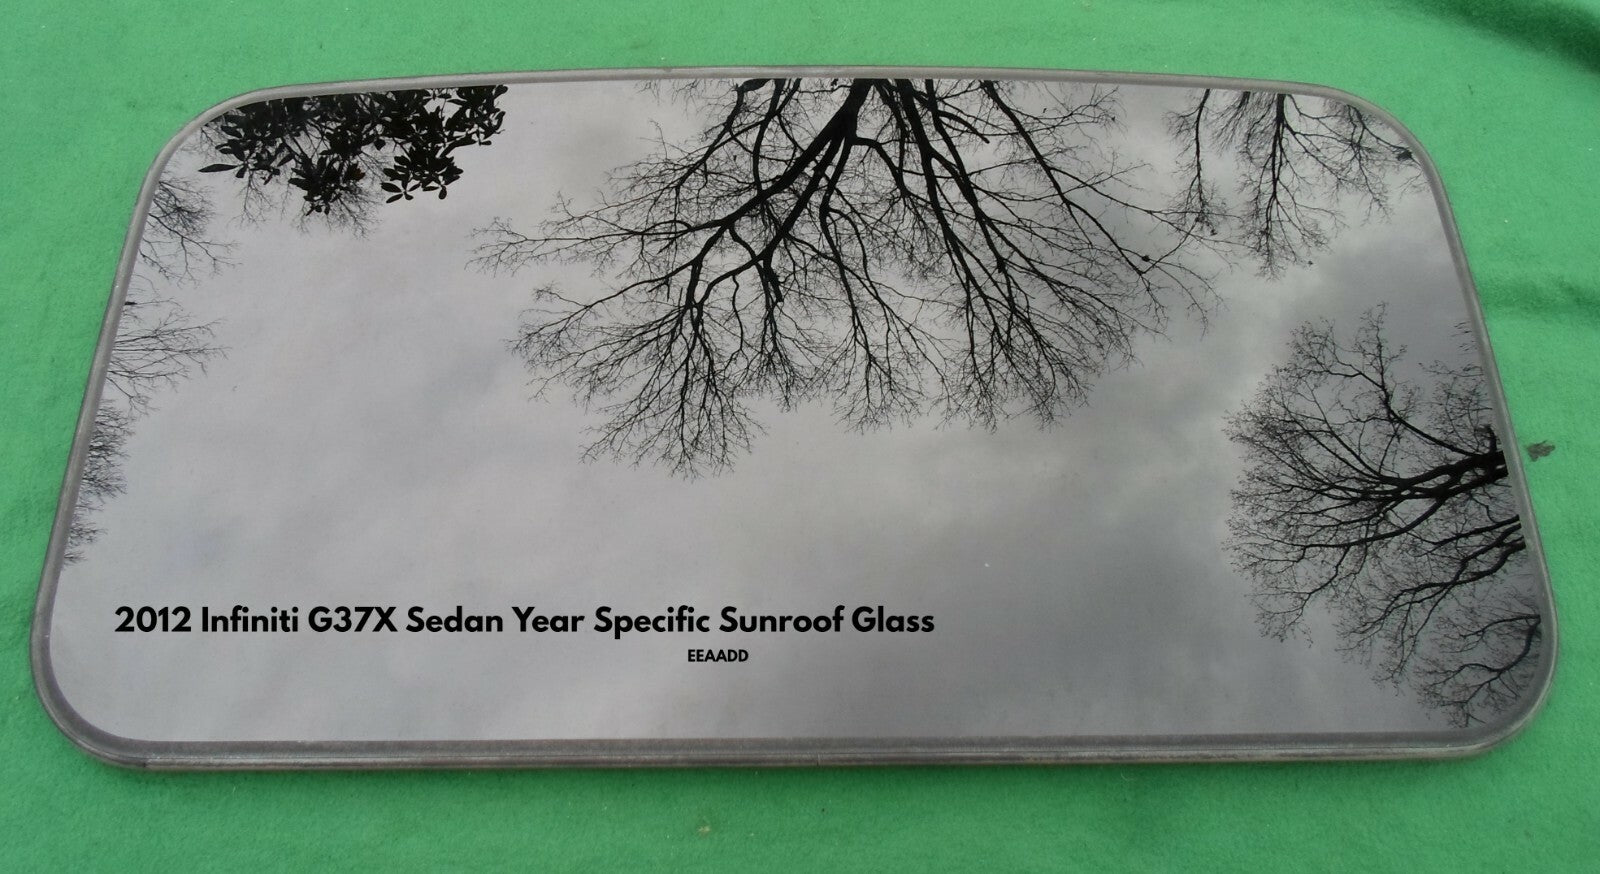 2012 Infiniti G37X Sedan Year Specific Sunroof Glass
EEAADD